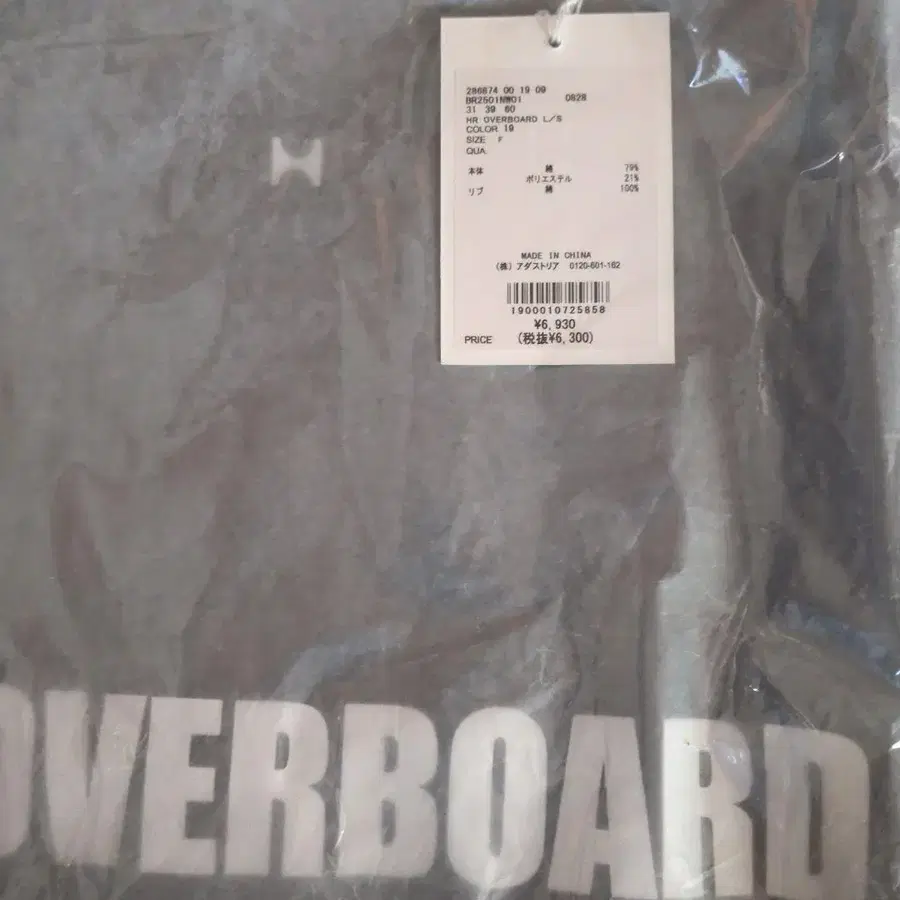 286674 00 19 09
BR2501NW01 0828
31 39 60
HR OVERBOARD L/S
COLOR 19
SIZE F
QUA.
本体 綿 79%
ポリエステル 21%
リブ 綿 100%
MADE IN CHINA
(株) アダストリア 0120-601-162
1900010725858
¥6,930
PRICE (税抜¥6,300)
OVERBOARD